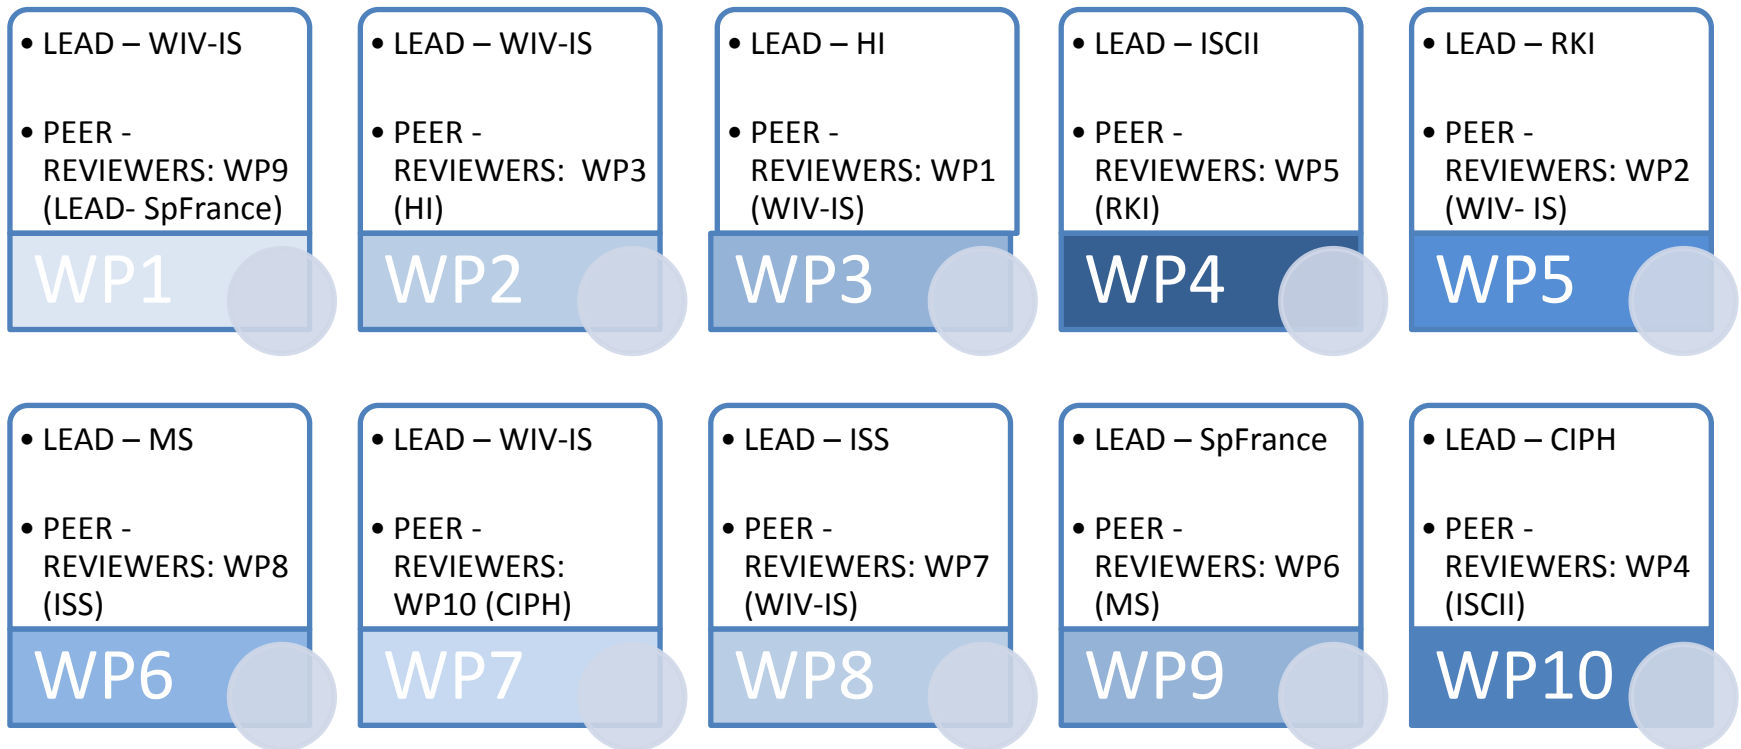 • LEAD – WIV-IS
• PEER -
REVIEWERS: WP9
(LEAD- SpFrance)
WP1
• LEAD – WIV-IS
• PEER -
REVIEWERS: WP3
(HI)
WP2
• LEAD – HI
• PEER -
REVIEWERS: WP1
(WIV-IS)
WP3
• LEAD – ISCII
• PEER -
REVIEWERS: WP5
(RKI)
WP4
• LEAD – RKI
• PEER -
REVIEWERS: WP2
(WIV- IS)
WP5
• LEAD – MS
• PEER -
REVIEWERS: WP8
(ISS)
WP6
• LEAD – WIV-IS
• PEER -
REVIEWERS:
WP10 (CIPH)
WP7
• LEAD – ISS
• PEER -
REVIEWERS: WP7
(WIV-IS)
WP8
• LEAD – SpFrance
• PEER -
REVIEWERS: WP6
(MS)
WP9
• LEAD – CIPH
• PEER -
REVIEWERS: WP4
(ISCII)
WP10